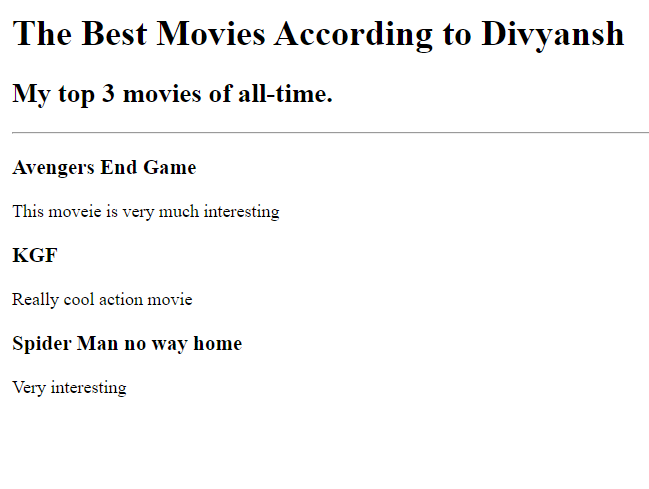 The Best Movies According to Divyansh
My top 3 movies of all-time.
Avengers End Game
This moveie is very much interesting
KGF
Really cool action movie
Spider Man no way home
Very interesting